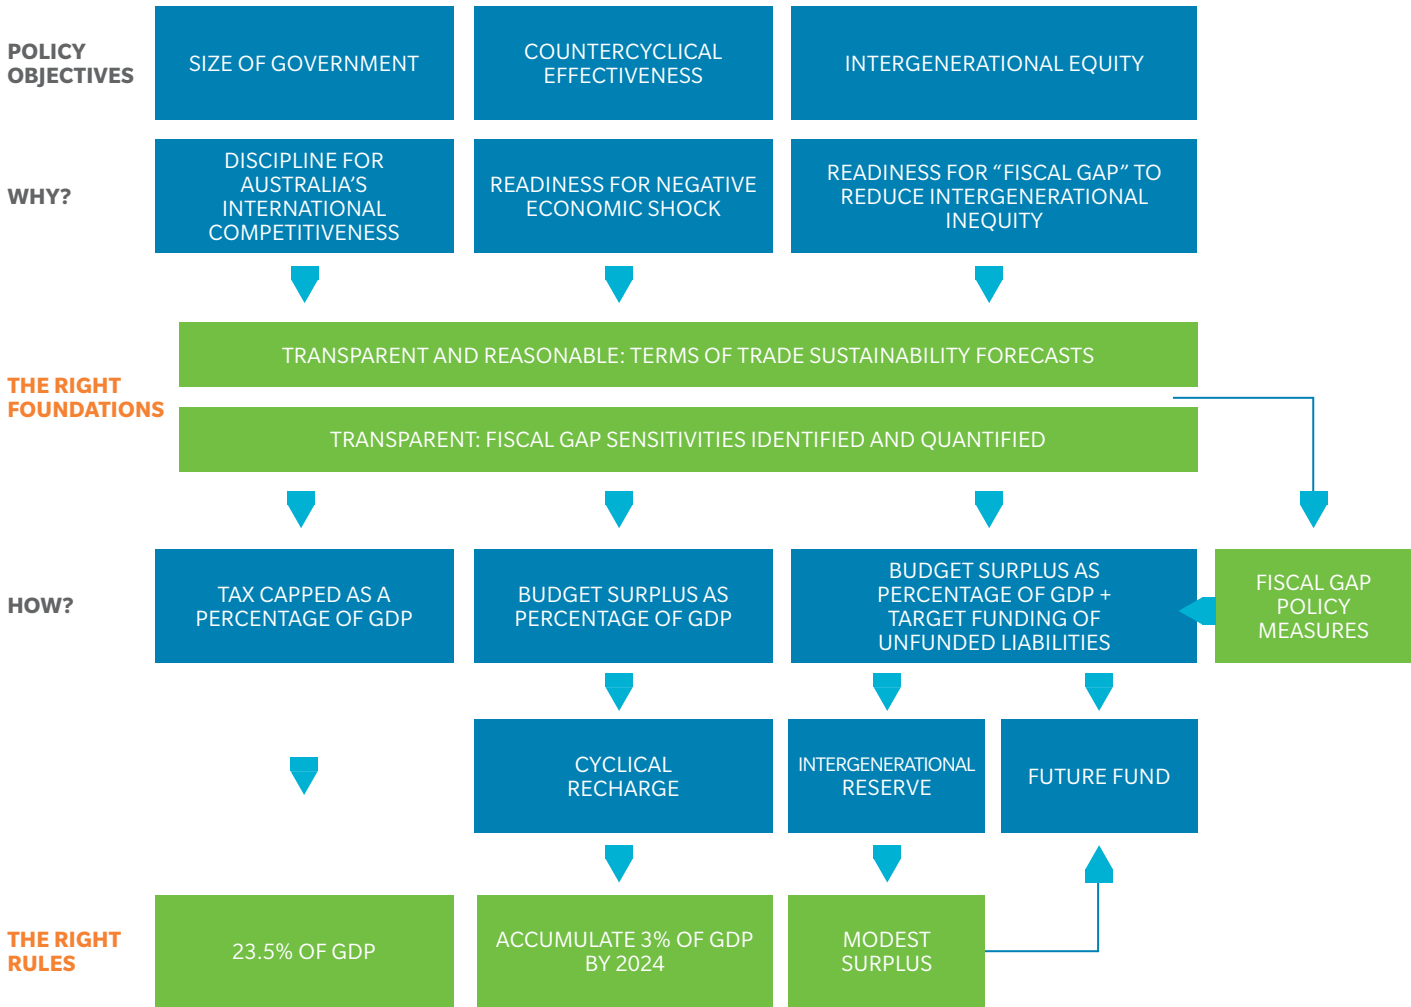 POLICY
OBJECTIVES
SIZE OF GOVERNMENT
COUNTERCYCLICAL
EFFECTIVENESS
INTERGENERATIONAL EQUITY
WHY?
DISCIPLINE FOR
AUSTRALIA’S
INTERNATIONAL
COMPETITIVENESS
READINESS FOR NEGATIVE
ECONOMIC SHOCK
READINESS FOR “FISCAL GAP” TO
REDUCE INTERGENERATIONAL
INEQUITY
THE RIGHT
FOUNDATIONS
TRANSPARENT AND REASONABLE: TERMS OF TRADE SUSTAINABILITY FORECASTS
TRANSPARENT: FISCAL GAP SENSITIVITIES IDENTIFIED AND QUANTIFIED
HOW?
TAX CAPPED AS A
PERCENTAGE OF GDP
BUDGET SURPLUS AS
PERCENTAGE OF GDP
BUDGET SURPLUS AS
PERCENTAGE OF GDP +
TARGET FUNDING OF
UNFUNDED LIABILITIES
FISCAL GAP
POLICY
MEASURES
CYCLICAL
RECHARGE
INTERGENERATIONAL
RESERVE
FUTURE FUND
THE RIGHT
RULES
23.5% OF GDP
ACCUMULATE 3% OF GDP
BY 2024
MODEST
SURPLUS